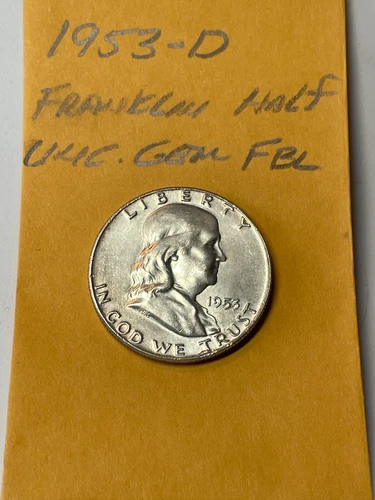 1953-D
FRANKLIN HALF
UNC. GEM FBL
LIBERTY
1953
IN GOD WE TRUST